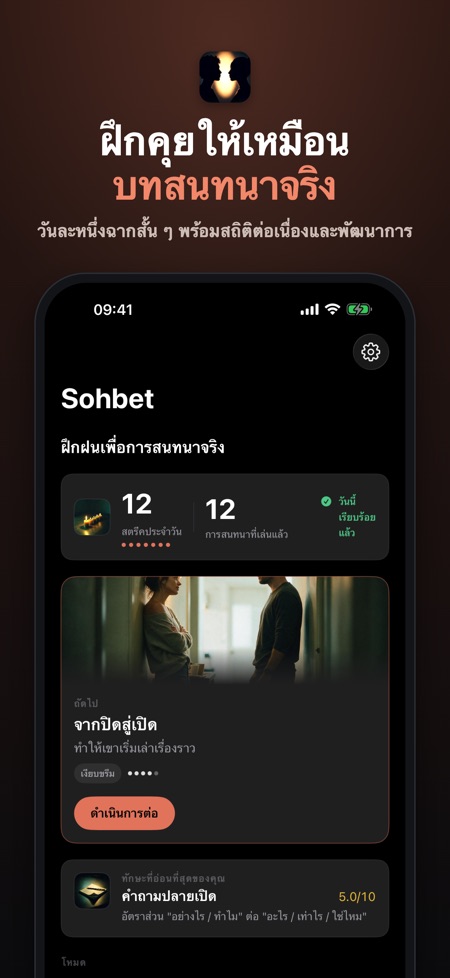 ฝึกคุยให้เหมือน
บทสนทนาจริง
วันละหนึ่งฉากสั้น ๆ พร้อมสถิติต่อเนื่องและพัฒนาการ
09:41
Sohbet
ฝึกฝนเพื่อการสนทนาจริง
12
สตรีคประจำวัน
12
การสนทนาที่เล่นแล้ว
วันนี้
เรียบร้อย
แล้ว
ถัดไป
จากปิดสู่เปิด
ทำให้เขาเริ่มเล่าเรื่องราว
เงียบขรึม
ดำเนินการต่อ
ทักษะที่อ่อนที่สุดของคุณ
คำถามปลายเปิด
5.0/10
อัตราส่วน "อย่างไร / ทำไม" ต่อ "อะไร / เท่าไร / ใช่ไหม"
โหมด